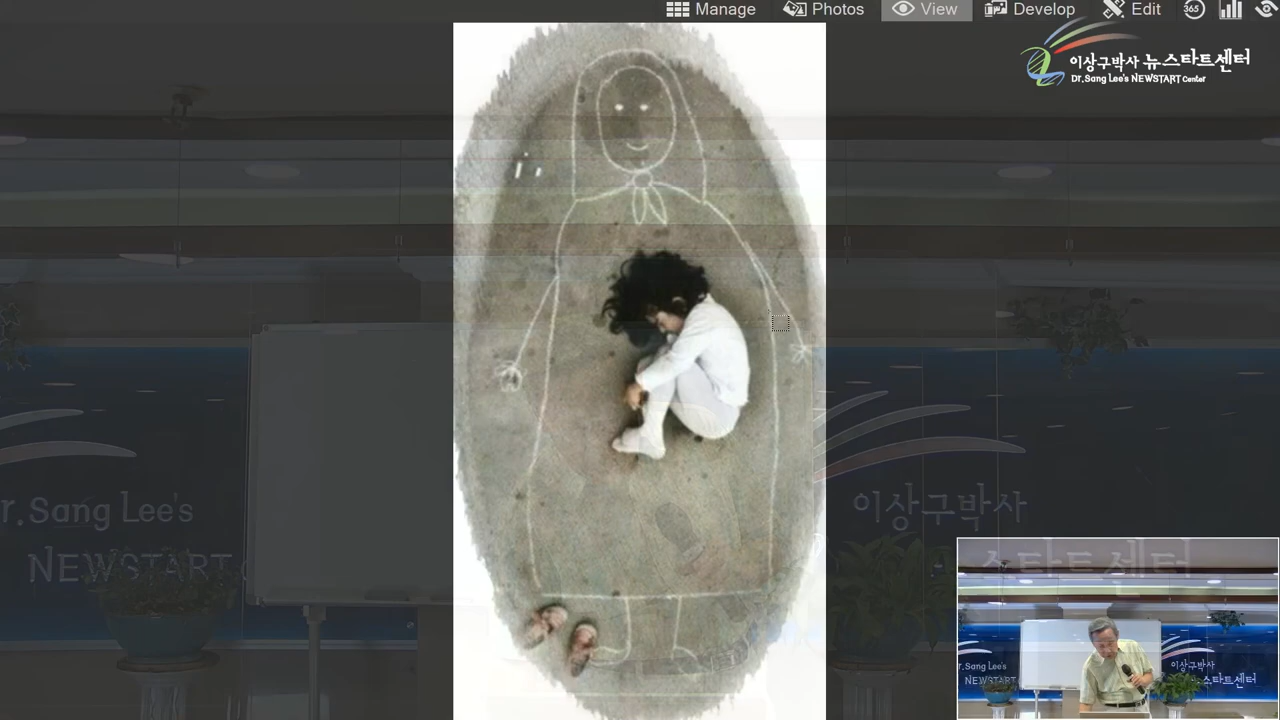 Manage
Photos
View
Develop
Edit
365
이상구박사 뉴스타트센터
Dr. Sang Lee's NEWSTART Center
r. Sang Lee's
NEWSTART
이상구박사
스타트센터
r. Sang Lee's
NEWSTART
이상구박사
뉴스타트센터